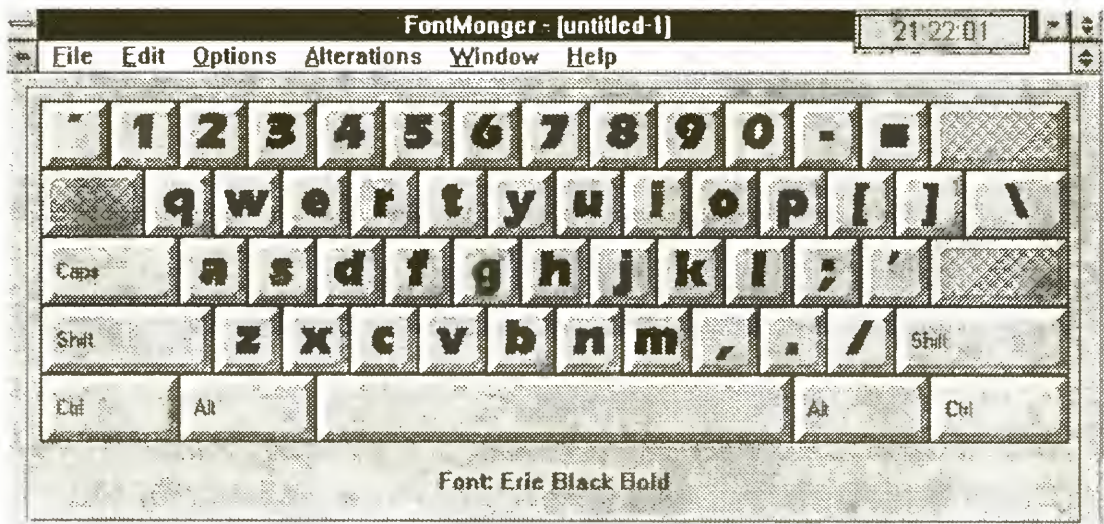 FontMonger - [untitled-1] 21:22:01
File Edit Options Alterations Window Help
` 1 2 3 4 5 6 7 8 9 0 - =
q w e r t y u i o p [ ] \
Caps a s d f g h j k l ; '
Shift z x c v b n m , . / Shift
Ctrl Alt Alt Ctrl
Font: Erie Black Bold